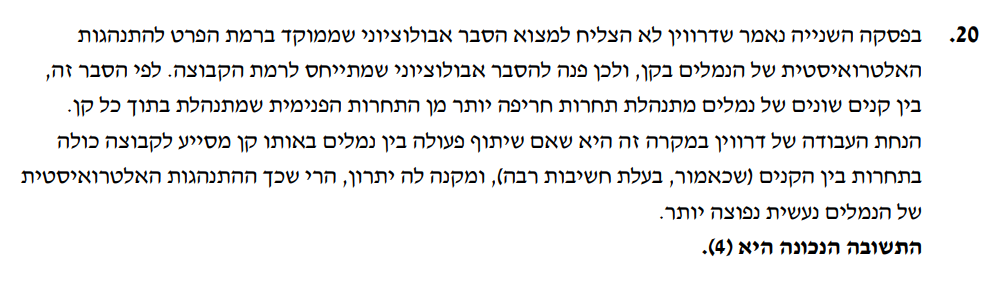 20. בפסקה השנייה נאמר שדרווין לא הצליח למצוא הסבר אבולוציוני שממוקד ברמת הפרט להתנהגות
האלטרואיסטית של הנמלים בקן, ולכן פנה להסבר אבולוציוני שמתייחס לרמת הקבוצה. לפי הסבר זה,
בין קנים שונים של נמלים מתנהלת תחרות חריפה יותר מן התחרות הפנימית שמתנהלת בתוך כל קן.
הנחת העבודה של דרווין במקרה זה היא שאם שיתוף פעולה בין נמלים באותו קן מסייע לקבוצה כולה
בתחרות בין הקנים (שכאמור, בעלת חשיבות רבה), ומקנה לה יתרון, הרי שכך ההתנהגות האלטרואיסטית
של הנמלים נעשית נפוצה יותר.
התשובה הנכונה היא (4).